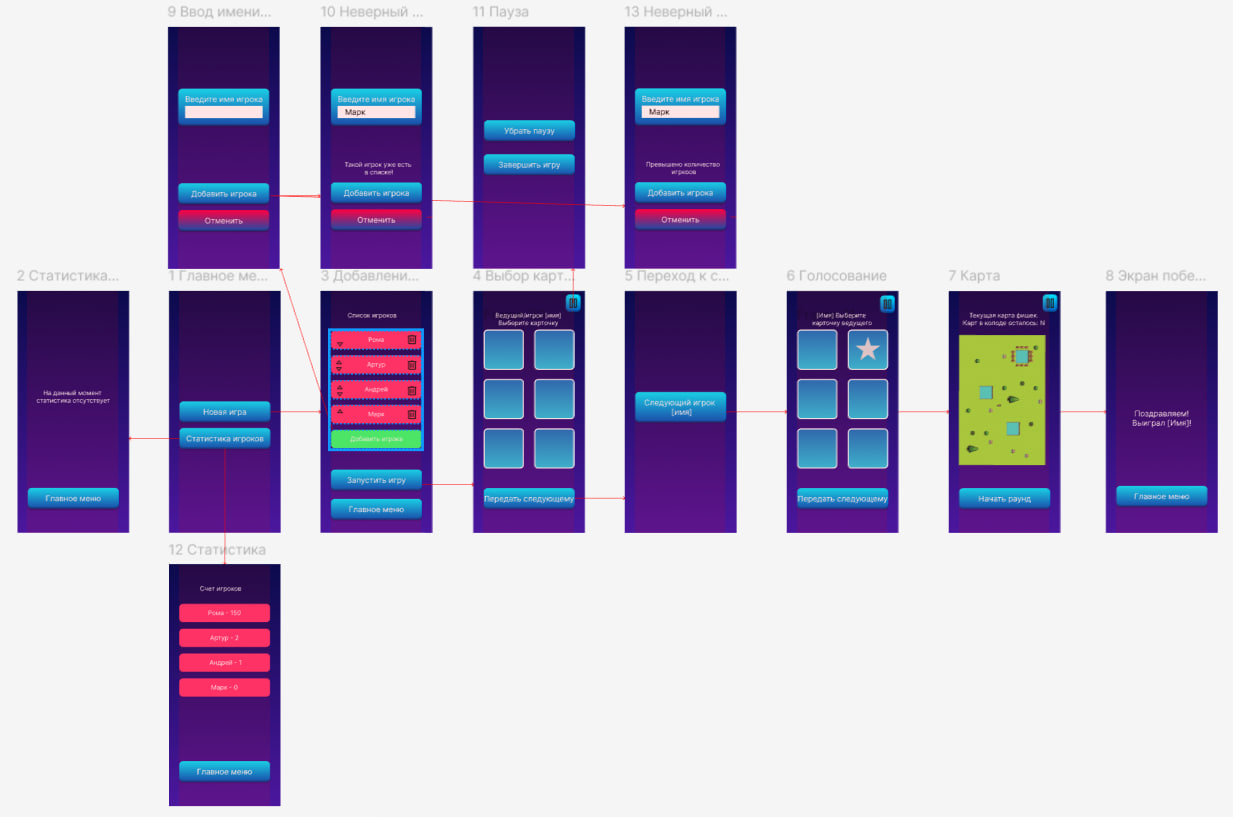 9 Ввод имени...
10 Неверный ...
11 Пауза
13 Неверный ...
Введите имя игрока
Добавить игрока
Отменить
Введите имя игрока
Марк
Такой игрок уже есть
в списке!
Добавить игрока
Отменить
Убрать паузу
Завершить игру
Введите имя игрока
Марк
Превышено количество
игроков
Добавить игрока
Отменить
2 Статистика...
1 Главное ме...
3 Добавлени...
4 Выбор карт...
5 Переход к с...
6 Голосование
7 Карта
8 Экран побе...
На данный момент
статистика отсутствует
Главное меню
Новая игра
Статистика игроков
Список игроков
Рома
Артур
Андрей
Марк
Добавить игрока
Запустить игру
Главное меню
Ведущий/игрок [имя]
Выберите карточку
Передать следующему
Следующий игрок
[имя]
[Имя] Выберите
карточку ведущего
Передать следующему
Текущая карта фишек
Карт в колоде осталось: N
Начать раунд
Поздравляем!
Выиграл [Имя]!
Главное меню
12 Статистика
Счет игроков
Рома - 150
Артур - 2
Андрей - 1
Марк - 0
Главное меню